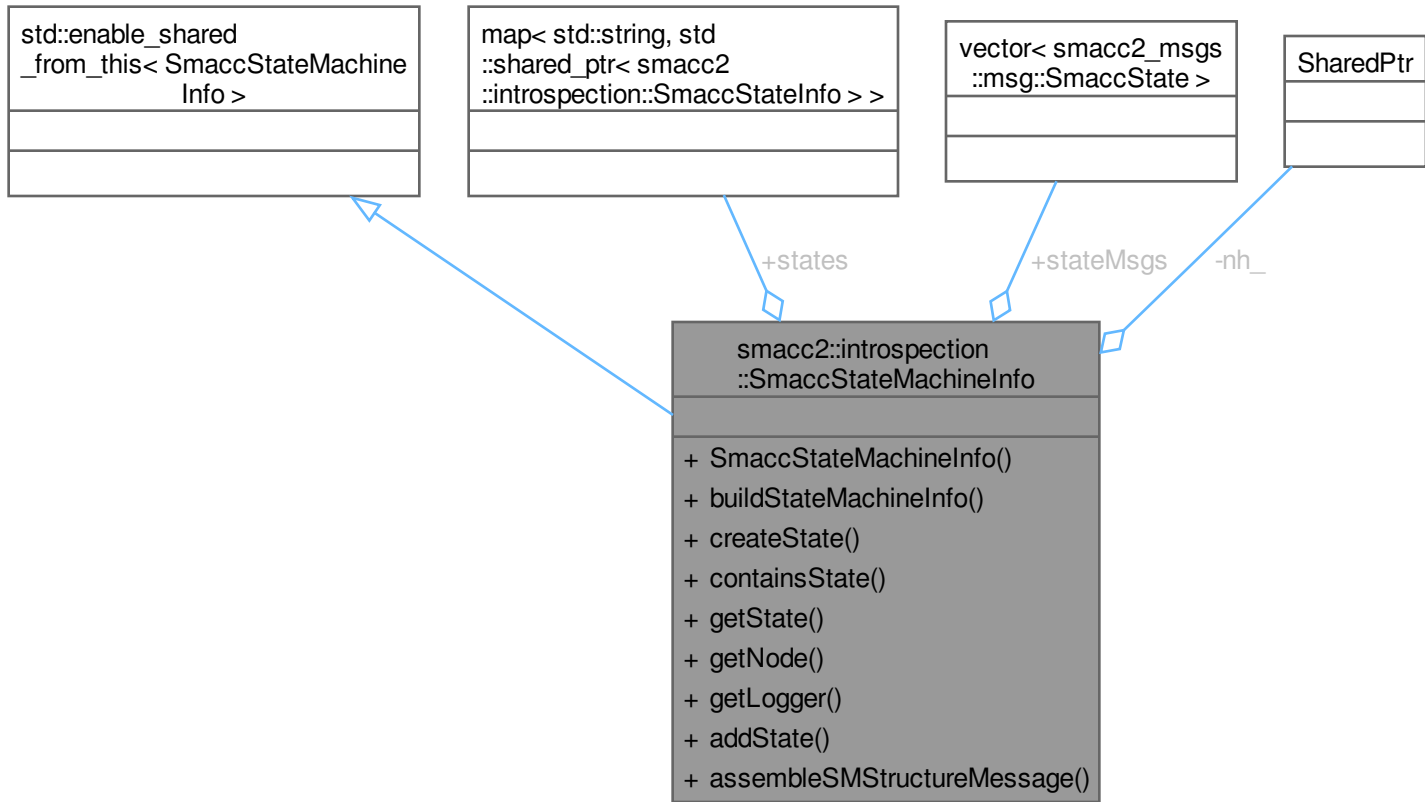 std::enable_shared
_from_this< SmaccStateMachine
Info >
map< std::string, std
::shared_ptr< smacc2
::introspection::SmaccStateInfo > >
vector< smacc2_msgs
::msg::SmaccState >
SharedPtr
+states
+stateMsgs
-nh_
smacc2::introspection
::SmaccStateMachineInfo
+ SmaccStateMachineInfo()
+ buildStateMachineInfo()
+ createState()
+ containsState()
+ getState()
+ getNode()
+ getLogger()
+ addState()
+ assembleSMStructureMessage()